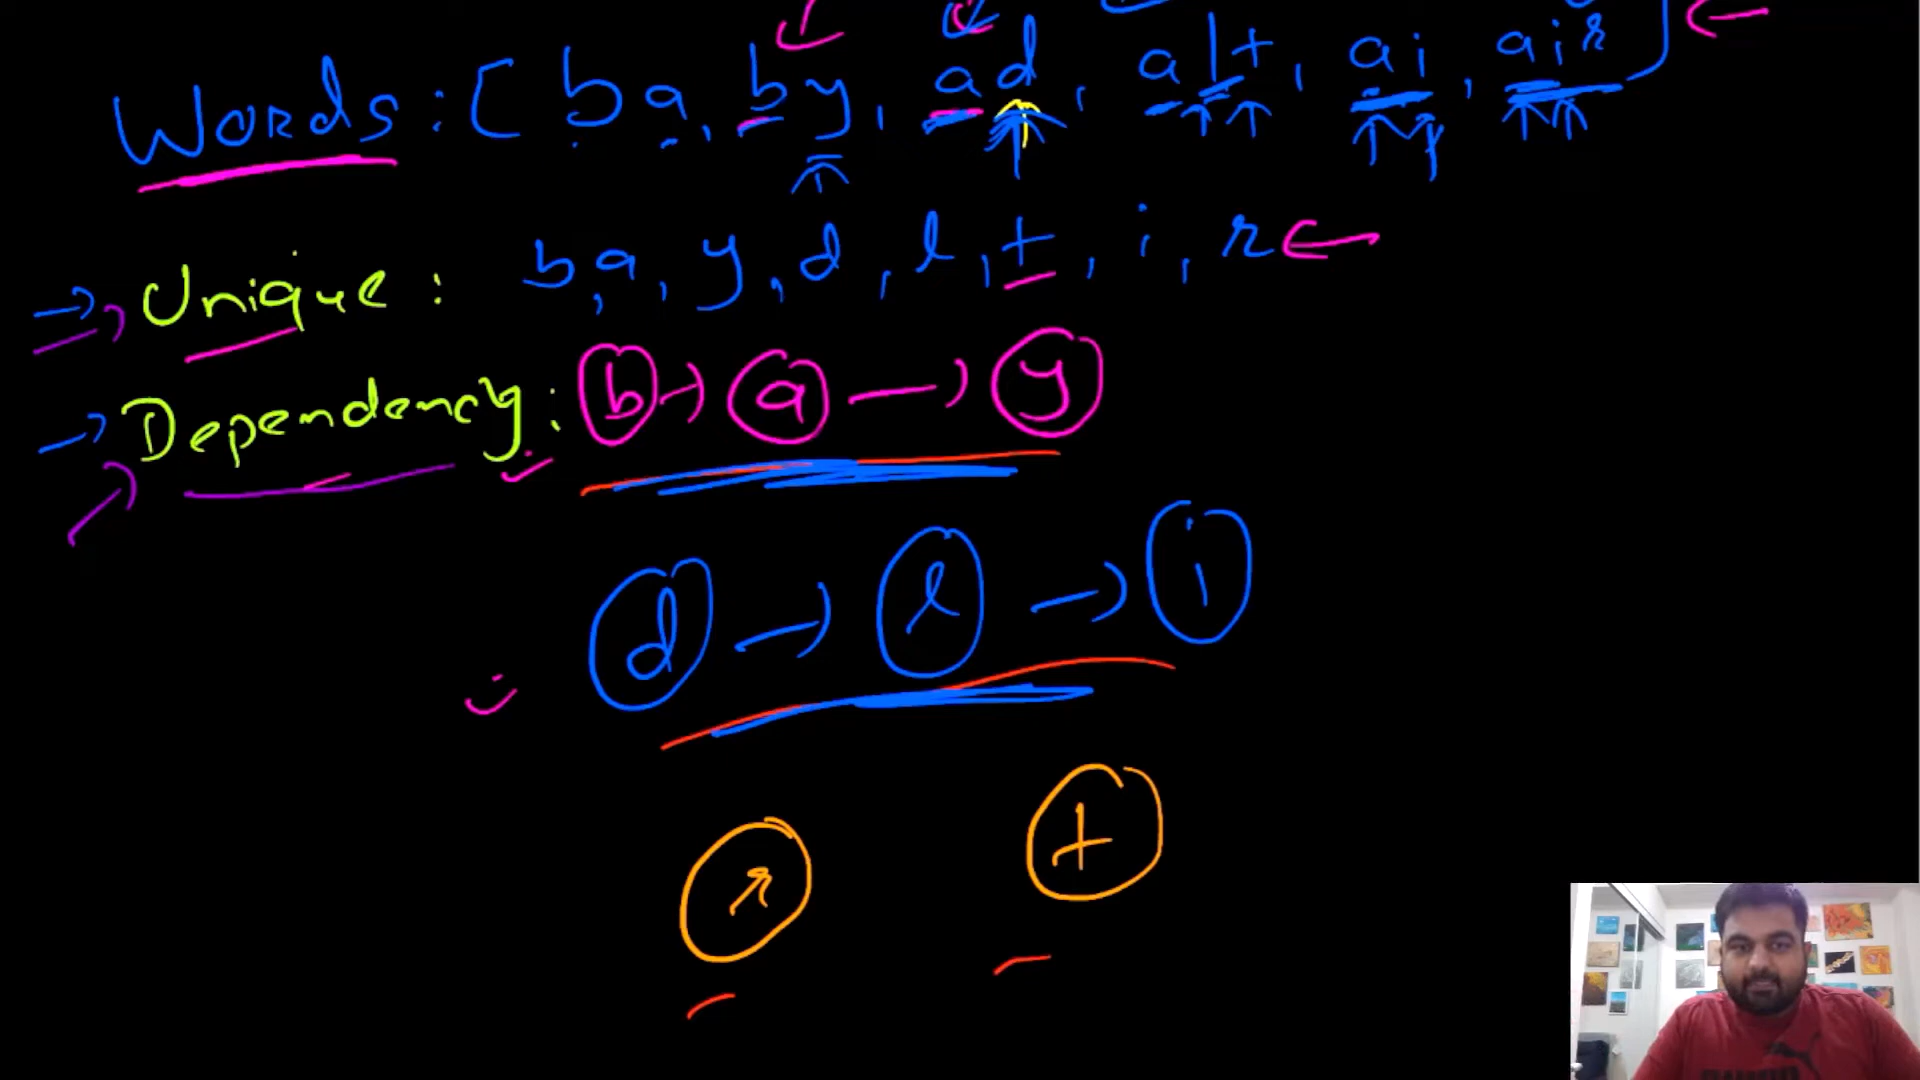 Words: [ba, by, ad, alt, ai, air]
Unique: b, a, y, d, l, t, i, r
Dependency: b → a → y
d → l → i
r t